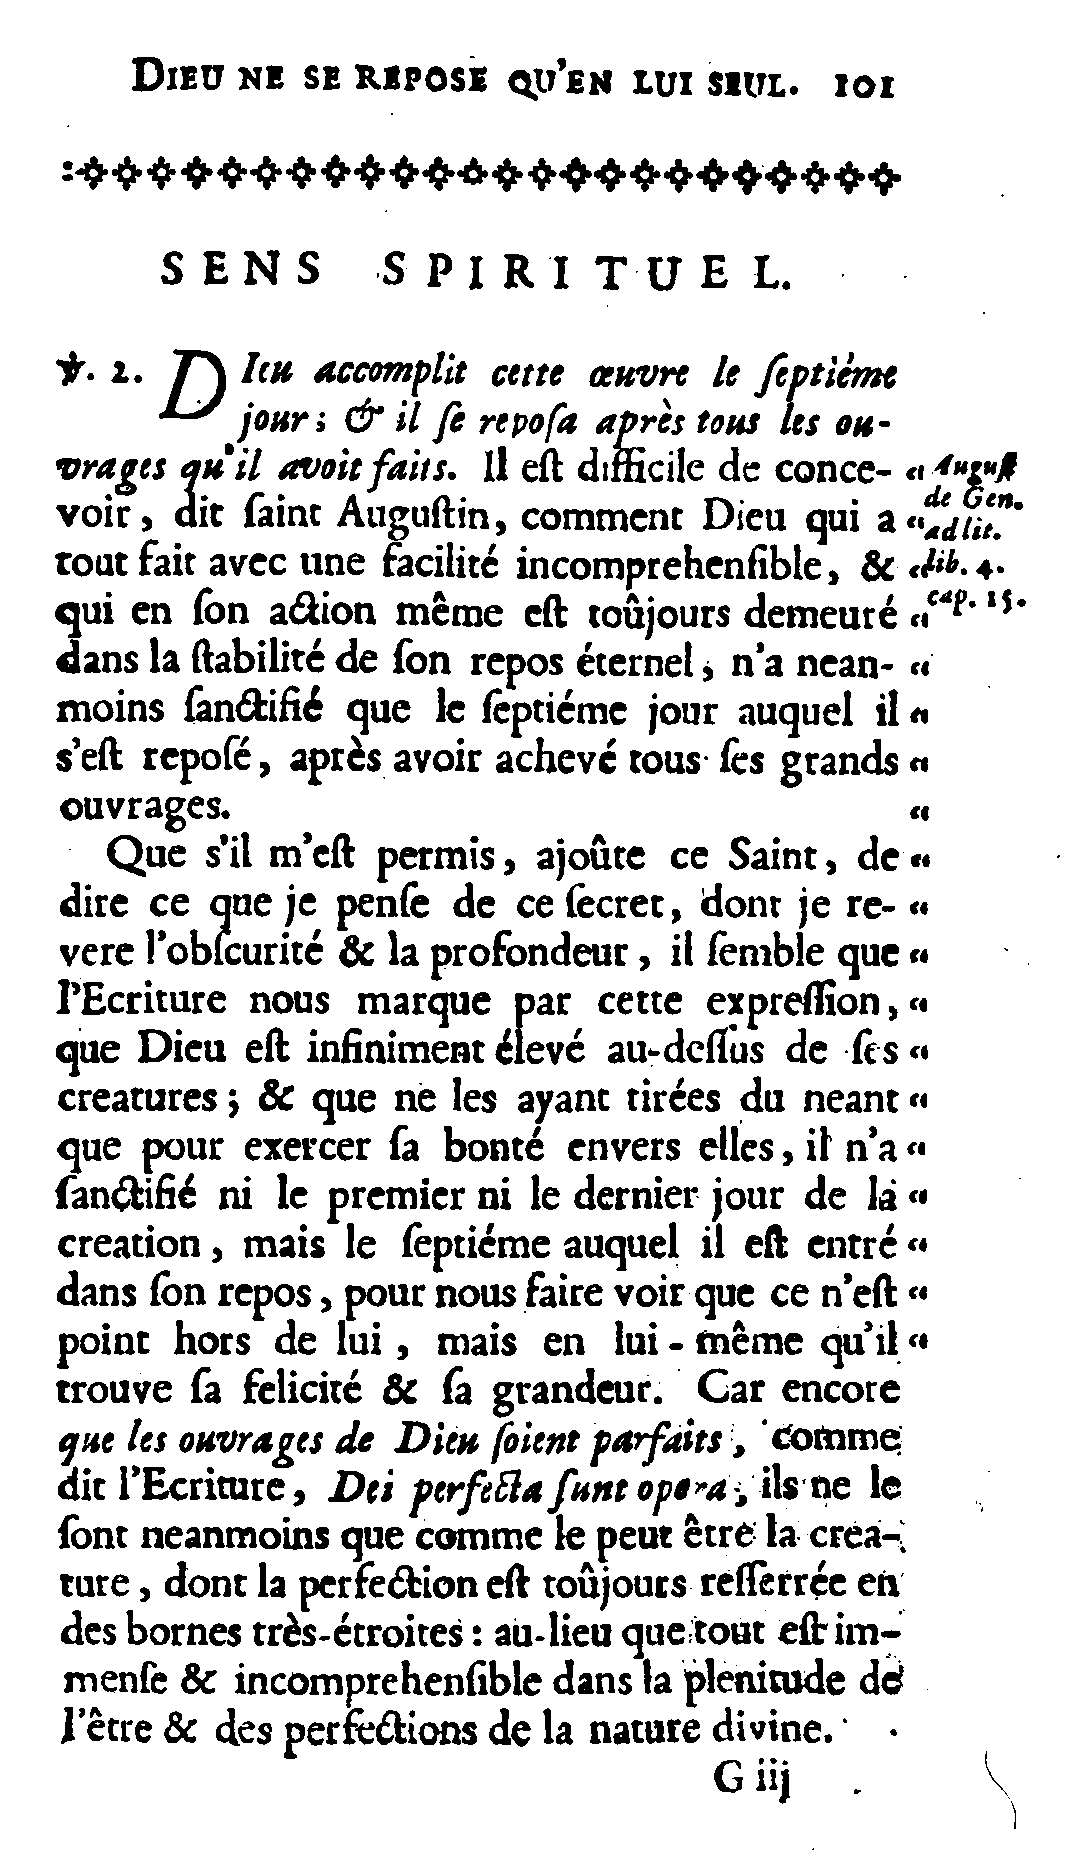 DIEU NE SE REPOSE QU'EN LUI SEUL. 101
SENS SPIRITUEL.
℣. 2. DIeu accomplit cette œuvre le ſeptiéme
jour; & il ſe repoſa après tous les ou-
vrages qu'il avoit faits. Il eſt difficile de conce- “ Auguſt
voir, dit ſaint Auguſtin, comment Dieu qui a “ de Gen. ad lit.
tout fait avec une facilité incomprehenſible, & “ lib. 4.
qui en ſon action même eſt toûjours demeuré “ cap. 15.
dans la ſtabilité de ſon repos éternel, n'a nean- “
moins ſanctifié que le ſeptiéme jour auquel il “
s'eſt repoſé, après avoir achevé tous ſes grands “
ouvrages. “
Que s'il m'eſt permis, ajoûte ce Saint, de “
dire ce que je penſe de ce ſecret, dont je re- “
vere l'obſcurité & la profondeur, il ſemble que “
l'Ecriture nous marque par cette expreſſion, “
que Dieu eſt infiniment élevé au-deſſus de ſes “
creatures; & que ne les ayant tirées du neant “
que pour exercer ſa bonté envers elles, il n'a “
ſanctifié ni le premier ni le dernier jour de la “
creation, mais le ſeptiéme auquel il eſt entré “
dans ſon repos, pour nous faire voir que ce n'eſt “
point hors de lui, mais en lui-même qu'il “
trouve ſa felicité & ſa grandeur. Car encore
que les ouvrages de Dieu ſoient parfaits, comme
dit l'Ecriture, Dei perfecta ſunt opera, ils ne le
ſont neanmoins que comme le peut être la crea-
ture, dont la perfection eſt toûjours reſſerrée en
des bornes très-étroites : au-lieu que tout eſt im-
menſe & incomprehenſible dans la plenitude de
l'être & des perfections de la nature divine.
G iij